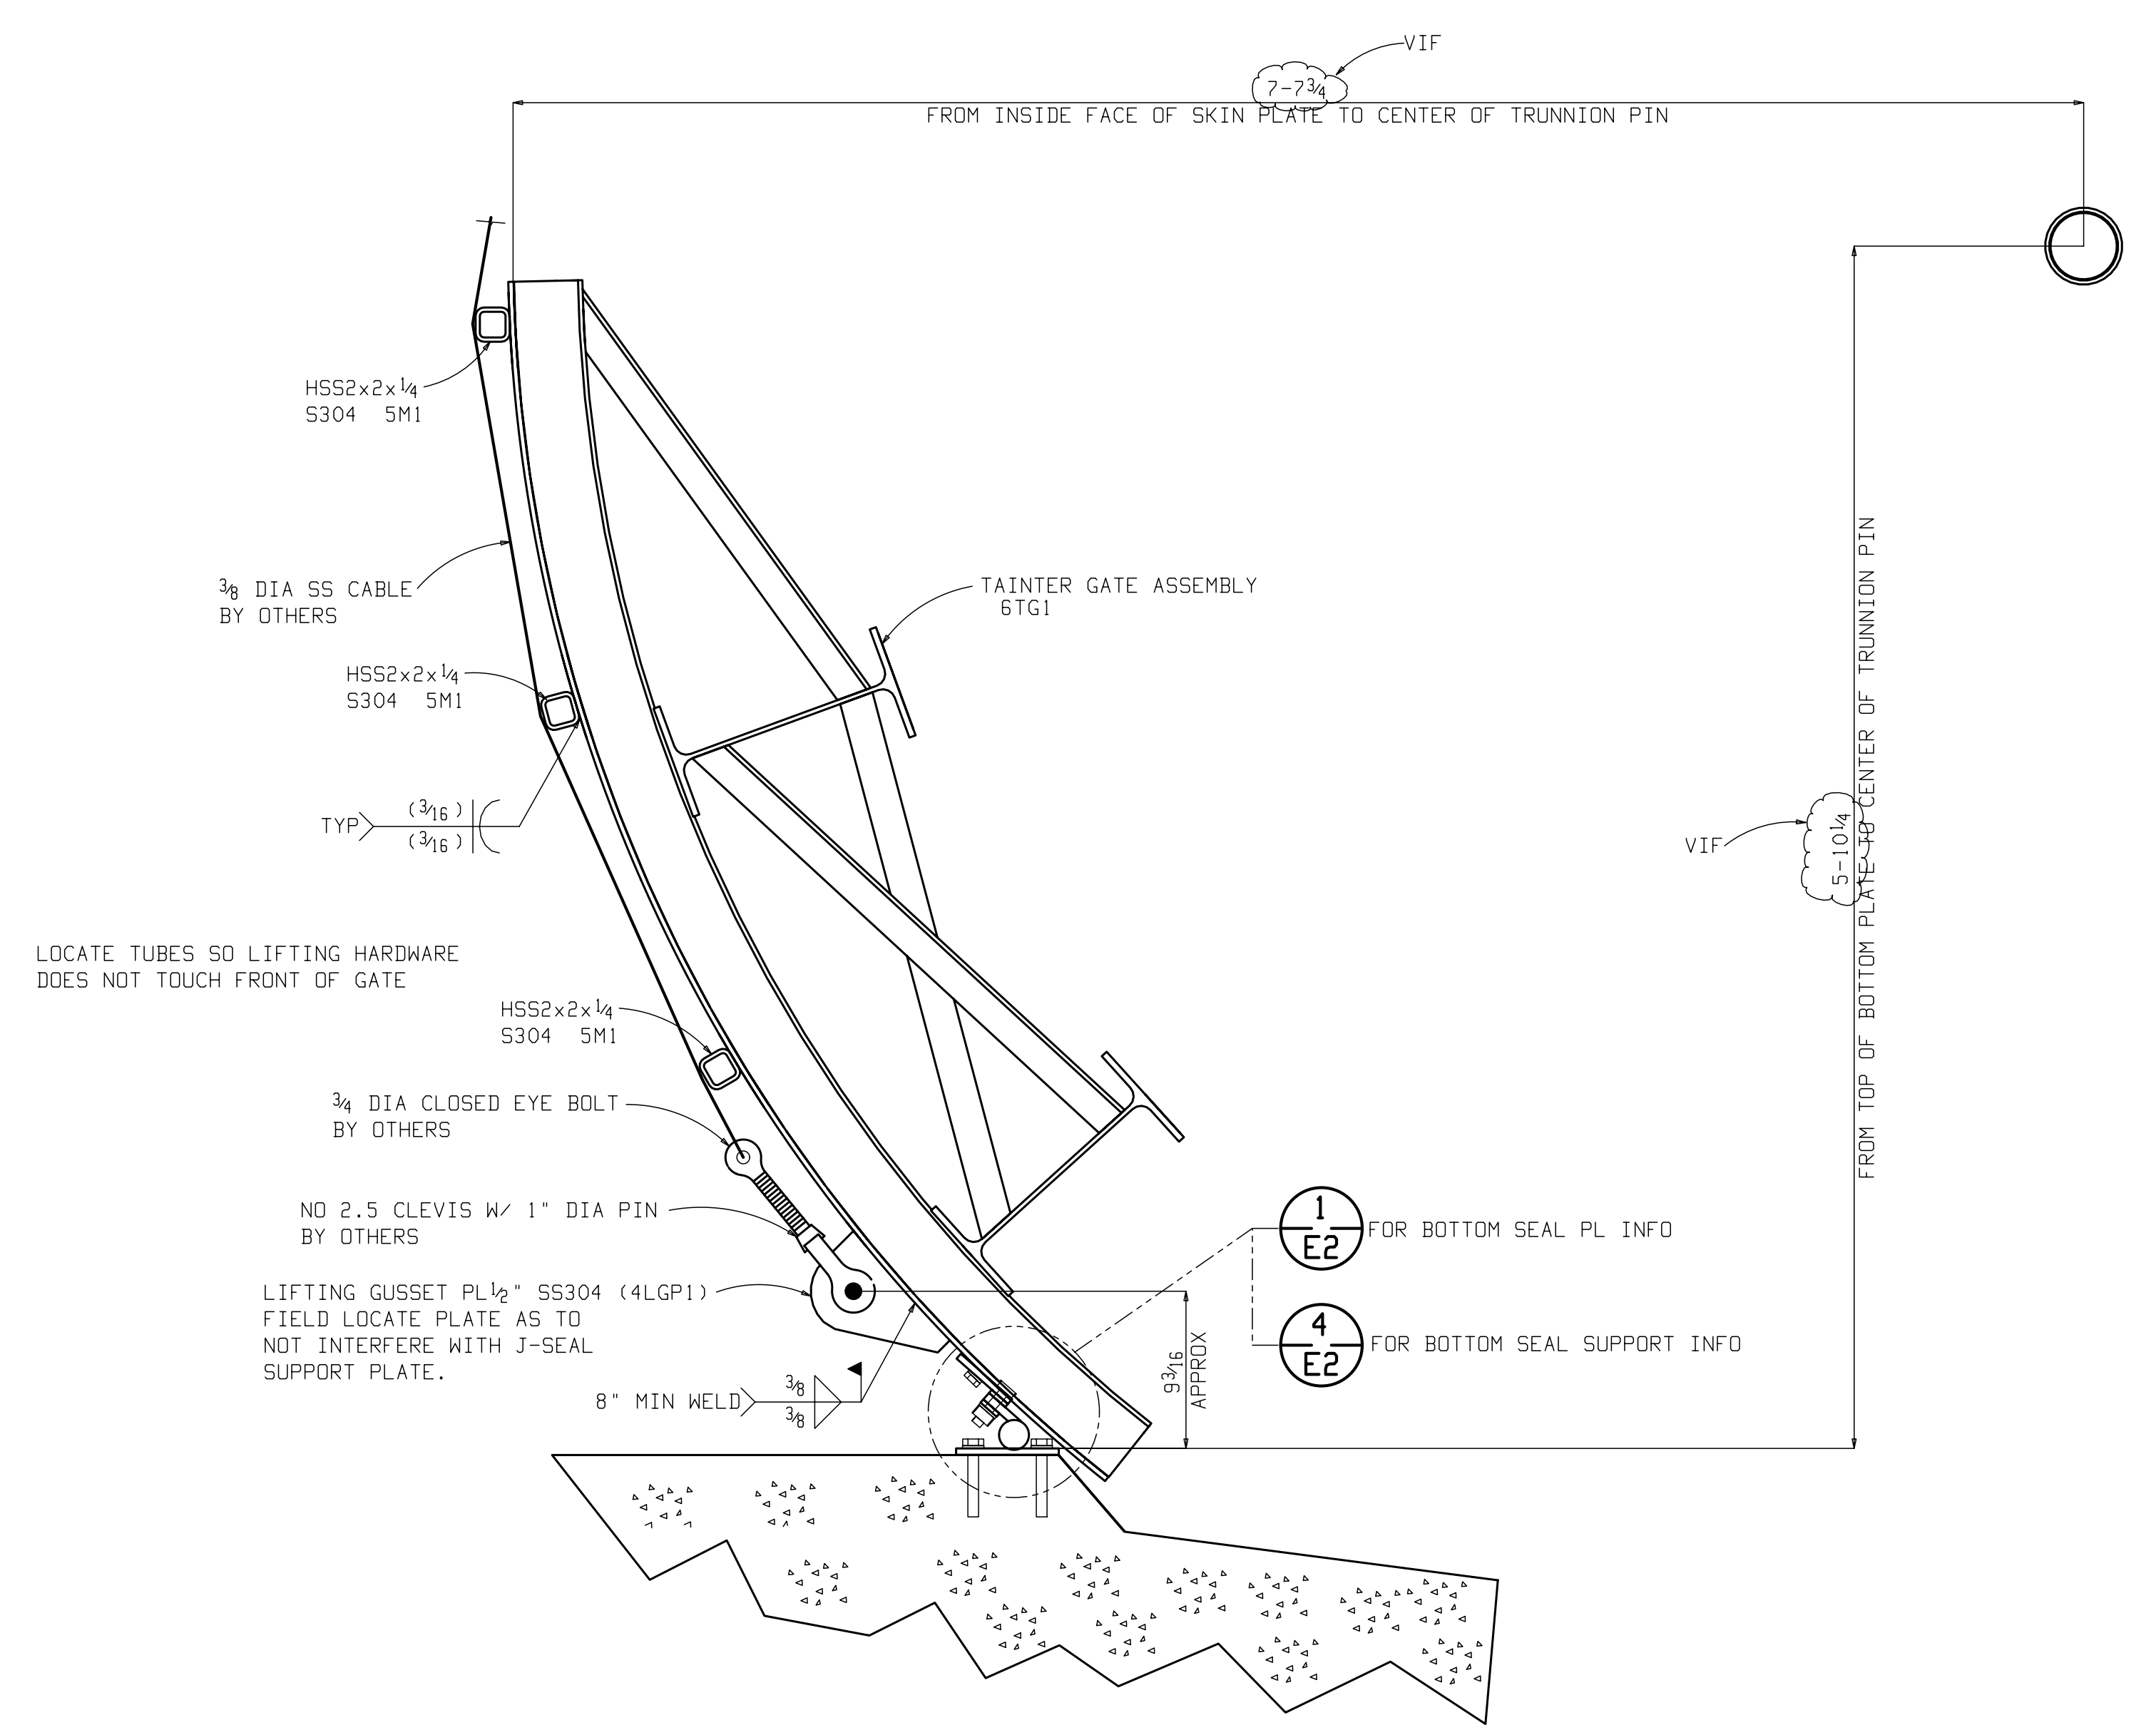 VIF
7-7 3/4
FROM INSIDE FACE OF SKIN PLATE TO CENTER OF TRUNNION PIN
HSS2x2x1/4
S304 5M1
3/8 DIA SS CABLE
BY OTHERS
TAINTER GATE ASSEMBLY
6TG1
HSS2x2x1/4
S304 5M1
TYP
(3/16)
(3/16)
VIF
5-10 1/4
FROM TOP OF BOTTOM PLATE TO CENTER OF TRUNNION PIN
LOCATE TUBES SO LIFTING HARDWARE
DOES NOT TOUCH FRONT OF GATE
HSS2x2x1/4
S304 5M1
3/4 DIA CLOSED EYE BOLT
BY OTHERS
NO 2.5 CLEVIS W/ 1" DIA PIN
BY OTHERS
1
E2
FOR BOTTOM SEAL PL INFO
LIFTING GUSSET PL1/2" SS304 (4LGP1)
FIELD LOCATE PLATE AS TO
NOT INTERFERE WITH J-SEAL
SUPPORT PLATE.
4
E2
FOR BOTTOM SEAL SUPPORT INFO
9 3/16
APPROX
8" MIN WELD
3/8
3/8